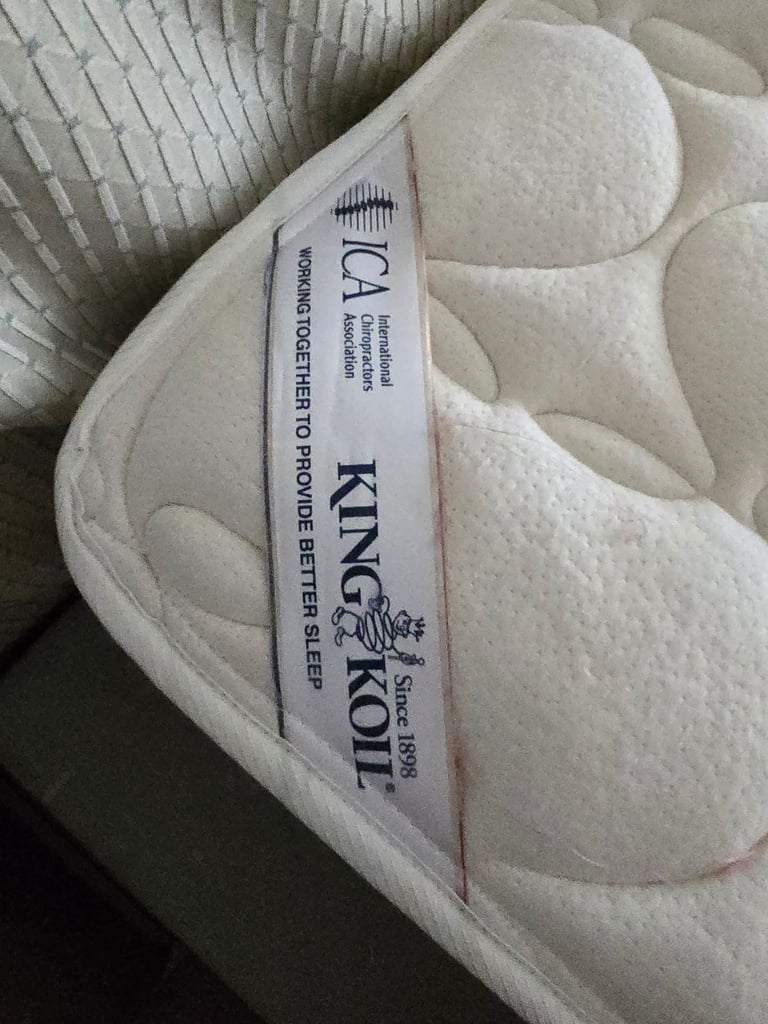 ICA
International
Chiropractors
Association
KING KOIL®
Since 1898
WORKING TOGETHER TO PROVIDE BETTER SLEEP